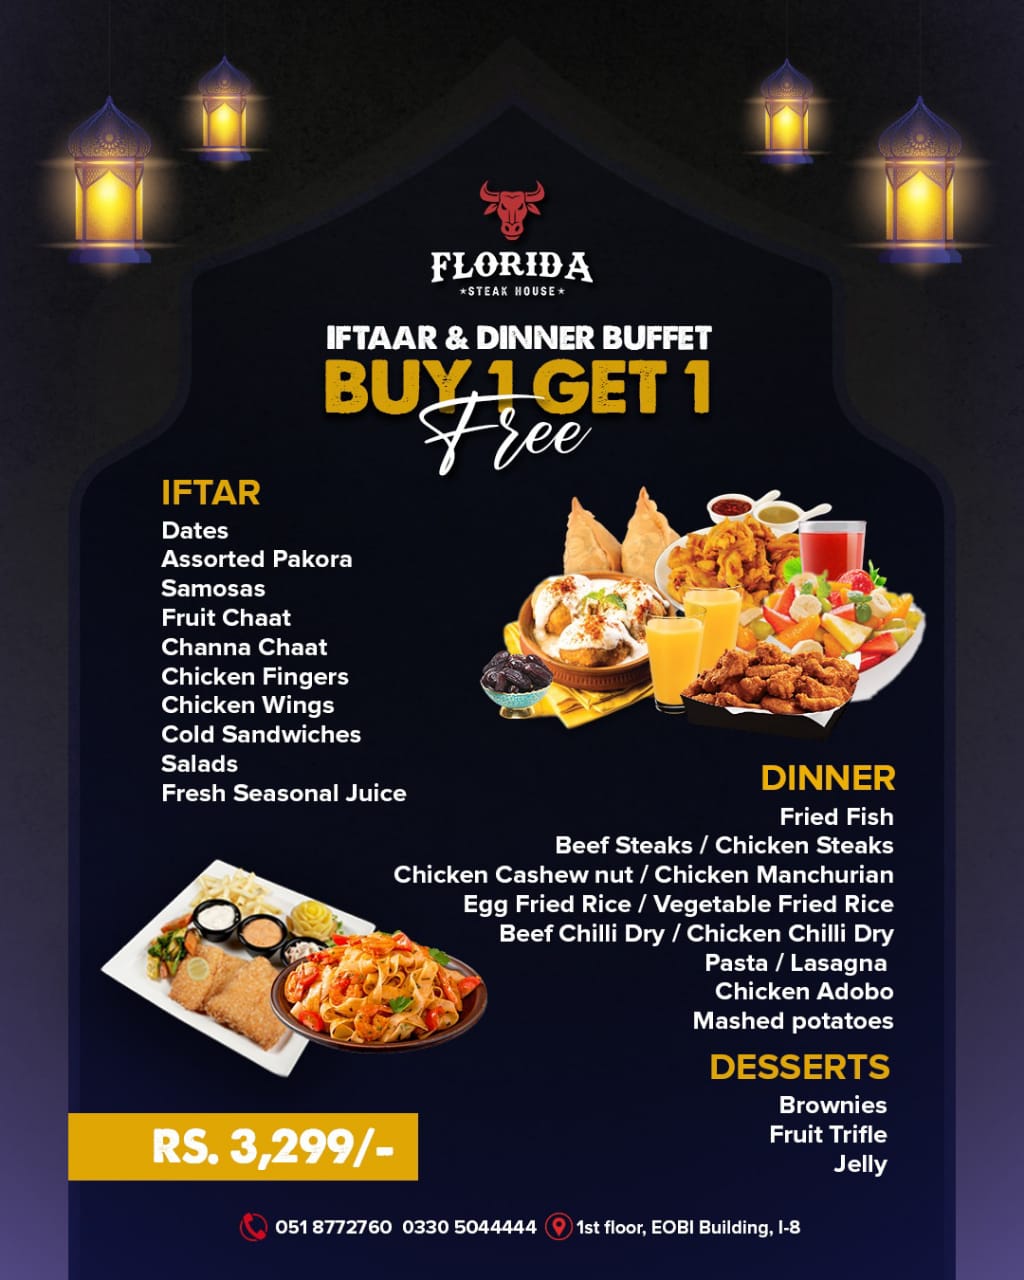 FLORIDA
★STEAK HOUSE★
IFTAAR & DINNER BUFFET
BUY 1 GET 1
Free
IFTAR
Dates
Assorted Pakora
Samosas
Fruit Chaat
Channa Chaat
Chicken Fingers
Chicken Wings
Cold Sandwiches
Salads
Fresh Seasonal Juice
DINNER
Fried Fish
Beef Steaks / Chicken Steaks
Chicken Cashew nut / Chicken Manchurian
Egg Fried Rice / Vegetable Fried Rice
Beef Chilli Dry / Chicken Chilli Dry
Pasta / Lasagna
Chicken Adobo
Mashed potatoes
DESSERTS
Brownies
Fruit Trifle
Jelly
RS. 3,299/-
051 8772760 0330 5044444 1st floor, EOBI Building, I-8